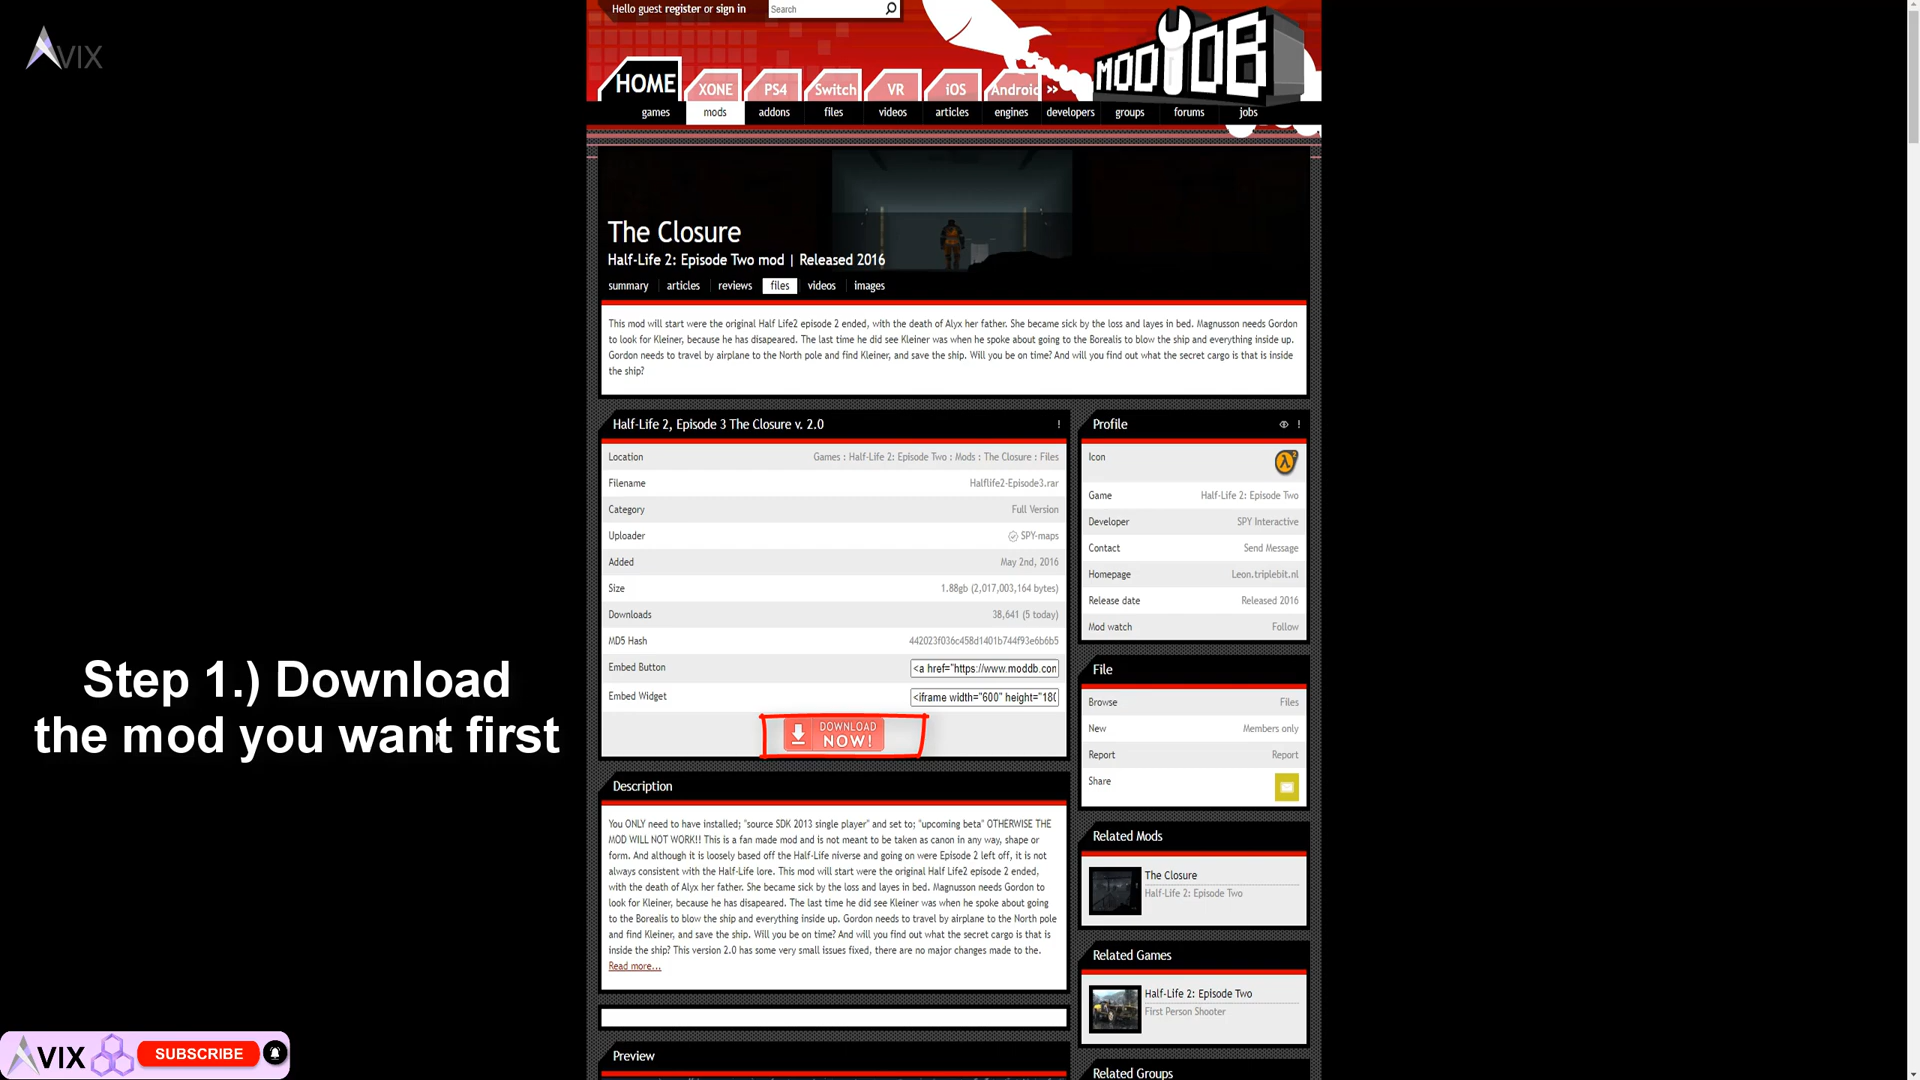 AVIX
Hello guest register or sign in
Search
MODDB
HOME
XONE
PS4
Switch
VR
iOS
Android
»
games
mods
addons
files
videos
articles
engines
developers
groups
forums
jobs
The Closure
Half-Life 2: Episode Two mod | Released 2016
summary
articles
reviews
files
videos
images
This mod will start were the original Half Life2 episode 2 ended, with the death of Alyx her father. She became sick by the loss and layes in bed. Magnusson needs Gordon
to look for Kleiner, because he has disapeared. The last time he did see Kleiner was when he spoke about going to the Borealis to blow the ship and everything inside up.
Gordon needs to travel by airplane to the North pole and find Kleiner, and save the ship. Will you be on time? And will you find out what the secret cargo is that is inside
the ship?
Half-Life 2, Episode 3 The Closure v. 2.0
Location Games : Half-Life 2: Episode Two : Mods : The Closure : Files
Filename Halflife2-Episode3.rar
Category Full Version
Uploader SPY-maps
Added May 2nd, 2016
Size 1.88gb (2,017,003,164 bytes)
Downloads 38,641 (5 today)
MD5 Hash 442023f036c458d1401b744f93e6b6b5
Embed Button <a href="https://www.moddb.con
Embed Widget <iframe width="600" height="180
DOWNLOAD
NOW!
Step 1.) Download
the mod you want first
Description
You ONLY need to have installed; "source SDK 2013 single player" and set to; "upcoming beta" OTHERWISE THE
MOD WILL NOT WORK!! This is a fan made mod and is not meant to be taken as canon in any way, shape or
form. And although it is loosely based off the Half-Life niverse and going on were Episode 2 left off, it is not
always consistent with the Half-Life lore. This mod will start were the original Half Life2 episode 2 ended,
with the death of Alyx her father. She became sick by the loss and layes in bed. Magnusson needs Gordon to
look for Kleiner, because he has disapeared. The last time he did see Kleiner was when he spoke about going
to the Borealis to blow the ship and everything inside up. Gordon needs to travel by airplane to the North pole
and find Kleiner, and save the ship. Will you be on time? And will you find out what the secret cargo is that is
inside the ship? This version 2.0 has some very small issues fixed, there are no major changes made to the.
Read more...
Preview
Profile
Icon
Game Half-Life 2: Episode Two
Developer SPY Interactive
Contact Send Message
Homepage Leon.triplebit.nl
Release date Released 2016
Mod watch Follow
File
Browse Files
New Members only
Report Report
Share
Related Mods
The Closure
Half-Life 2: Episode Two
Related Games
Half-Life 2: Episode Two
First Person Shooter
Related Groups
AVIX
SUBSCRIBE